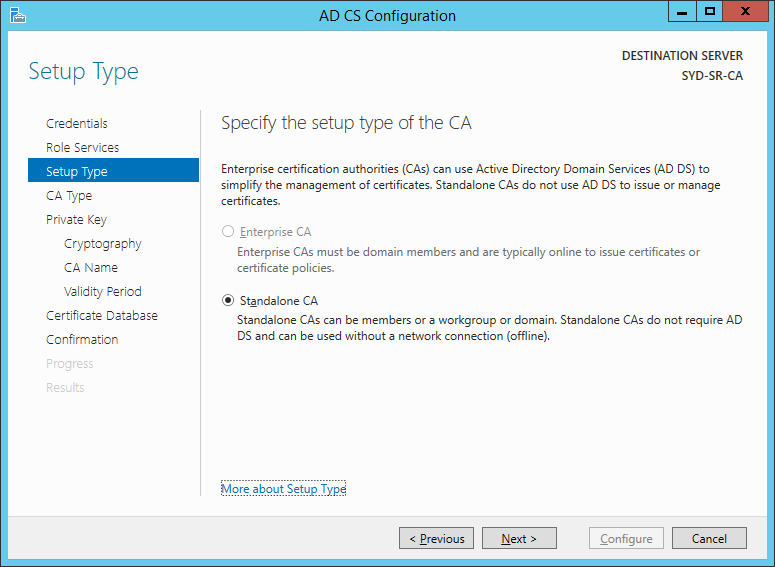 AD CS Configuration
Setup Type
DESTINATION SERVER
SYD-SR-CA
Credentials
Role Services
Setup Type
CA Type
Private Key
Cryptography
CA Name
Validity Period
Certificate Database
Confirmation
Progress
Results
Specify the setup type of the CA
Enterprise certification authorities (CAs) can use Active Directory Domain Services (AD DS) to
simplify the management of certificates. Standalone CAs do not use AD DS to issue or manage
certificates.
Enterprise CA
Enterprise CAs must be domain members and are typically online to issue certificates or
certificate policies.
Standalone CA
Standalone CAs can be members or a workgroup or domain. Standalone CAs do not require AD
DS and can be used without a network connection (offline).
More about Setup Type
< Previous
Next >
Configure
Cancel